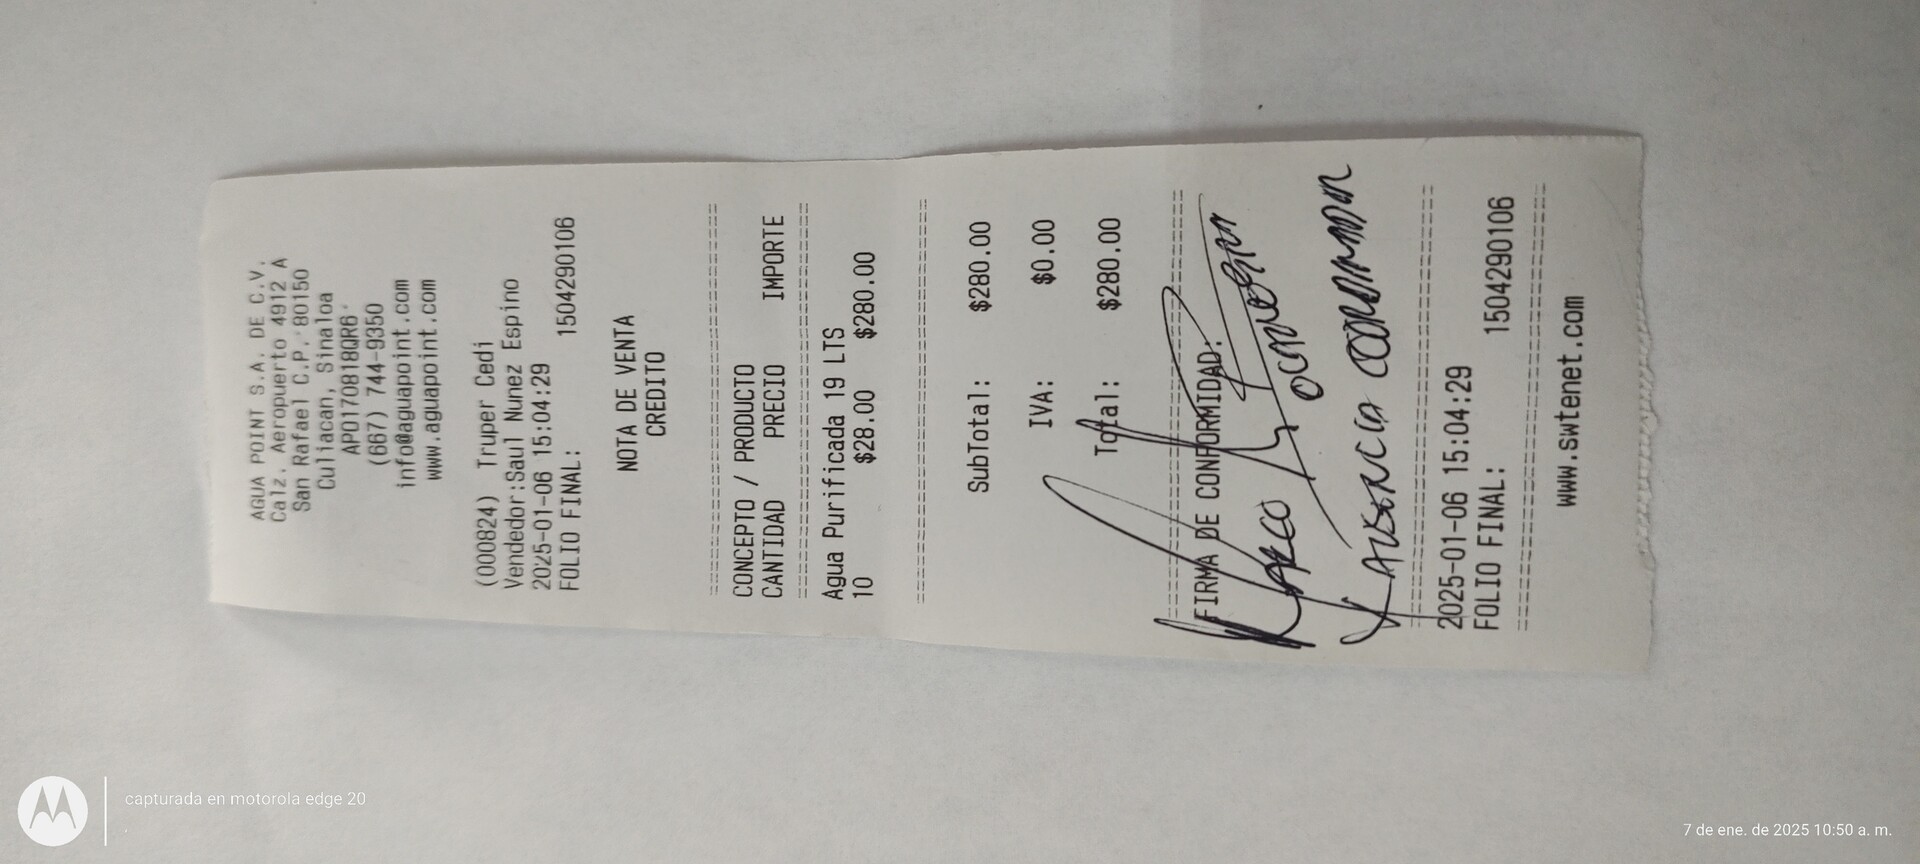 AGUA POINT S.A. DE C.V.
Calz. Aeropuerto 4912 A
San Rafael C.P. 80150
Culiacan, Sinaloa
APO170818QR6
(667) 744-9350
info@aguapoint.com
www.aguapoint.com
(000824) Truper Cedi
Vendedor:Saul Nunez Espino
2025-01-06 15:04:29
FOLIO FINAL: 1504290106
NOTA DE VENTA
CREDITO
CONCEPTO / PRODUCTO
CANTIDAD PRECIO IMPORTE
Agua Purificada 19 LTS
10 $28.00 $280.00
SubTotal: $280.00
IVA: $0.00
Total: $280.00
FIRMA DE CONFORMIDAD:
2025-01-06 15:04:29
FOLIO FINAL: 1504290106
www.swtenet.com
capturada en motorola edge 20
7 de ene. de 2025 10:50 a. m.